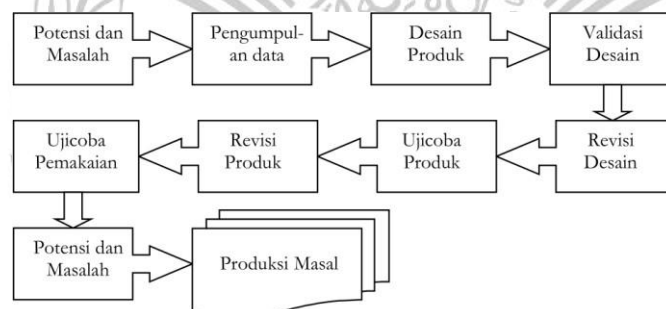 Potensi dan
Masalah
Pengumpul-
an data
Desain
Produk
Validasi
Desain
Revisi
Desain
Ujicoba
Produk
Revisi
Produk
Ujicoba
Pemakaian
Potensi dan
Masalah
Produksi Masal